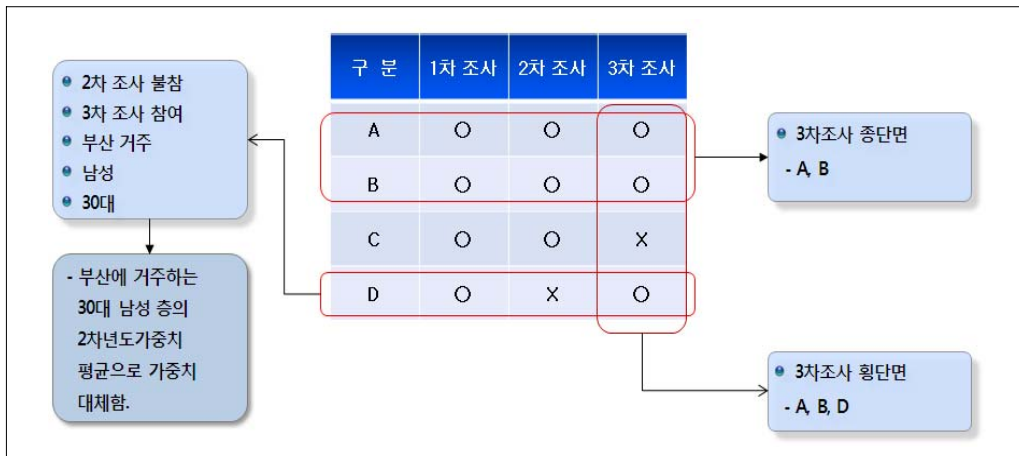 2차 조사 불참
3차 조사 참여
부산 거주
남성
30대
- 부산에 거주하는
30대 남성 층의
2차년도가중치
평균으로 가중치
대체함.
구 분 1차 조사 2차 조사 3차 조사
A O O O
B O O O
C O O X
D O X O
3차조사 종단면
- A, B
3차조사 횡단면
- A, B, D